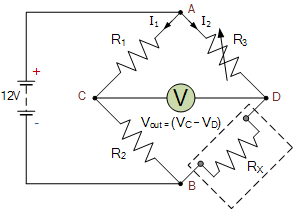 A
I1 I2
R1 R3
+
12V
C V D
Vout = (VC – VD)
-
R2 RX
B